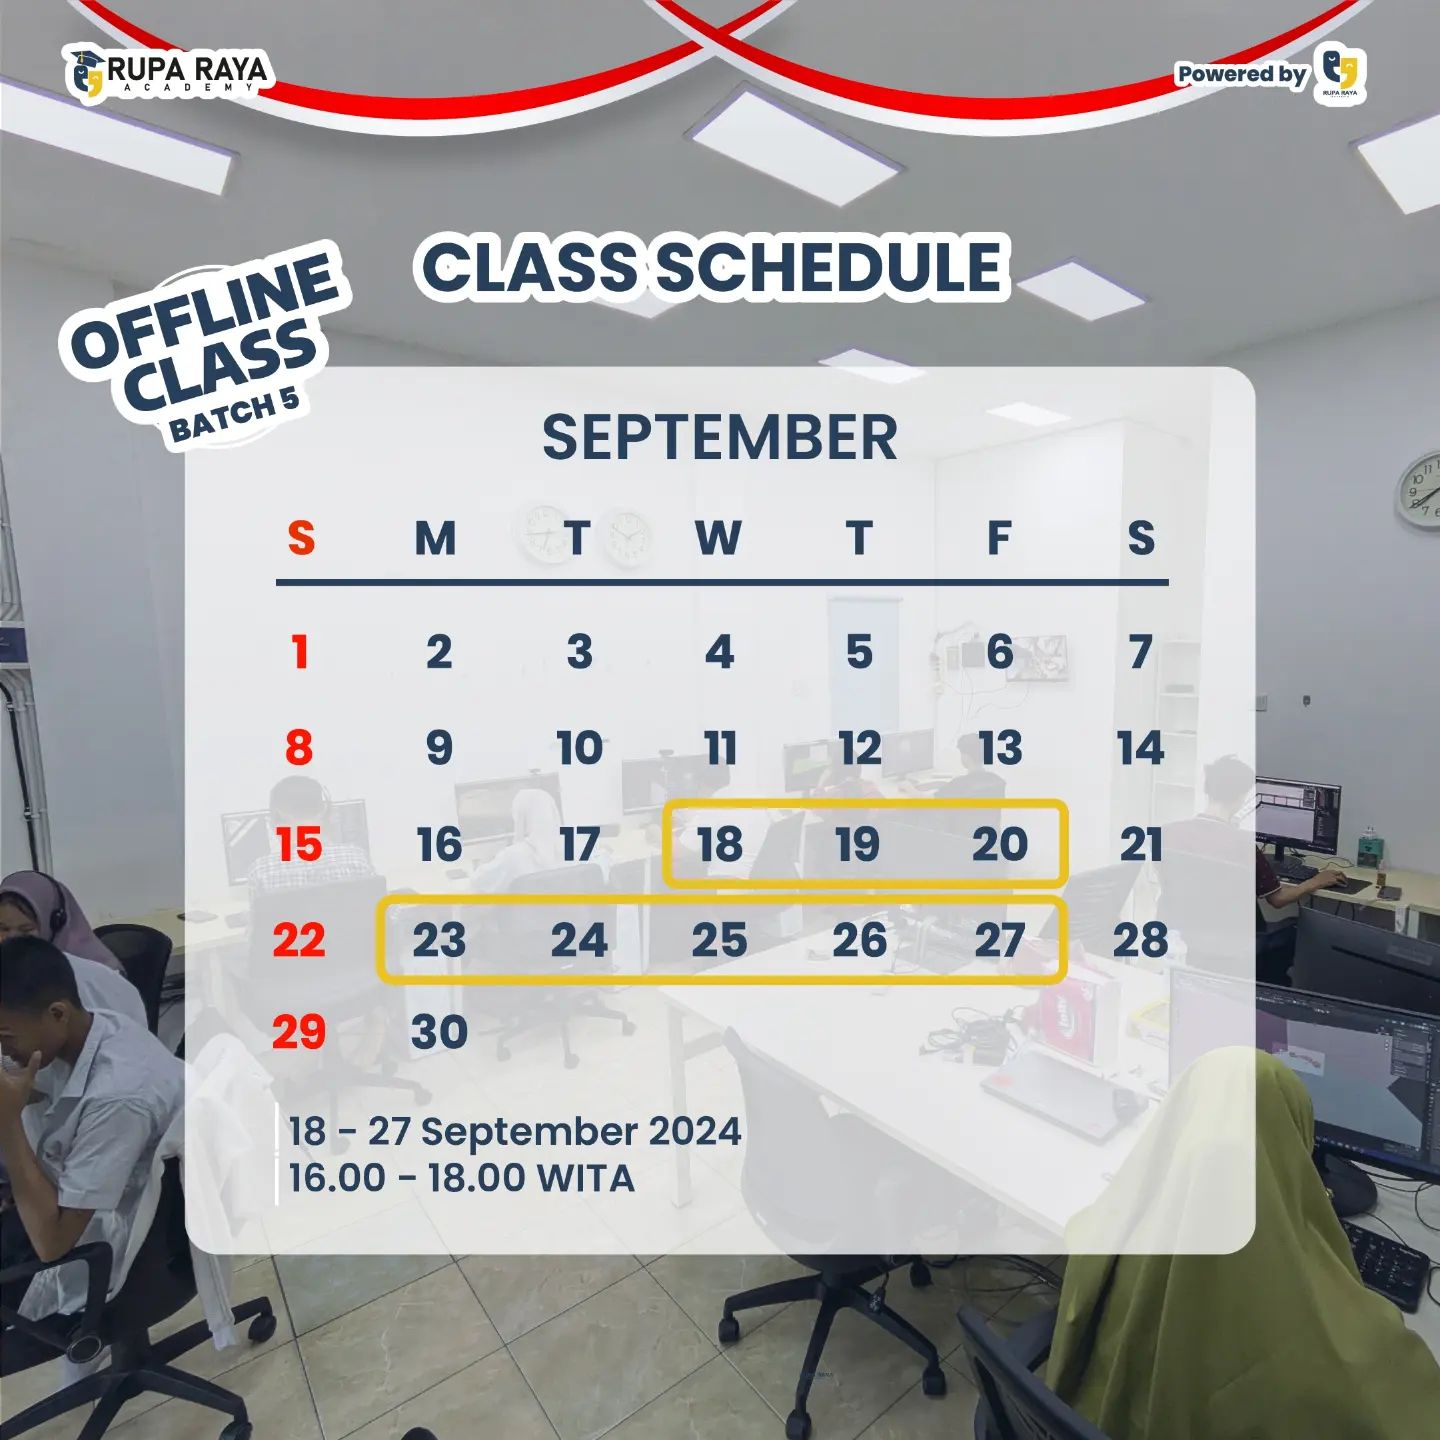 RUPA RAYA
ACADEMY
Powered by
RUPA RAYA
CLASS SCHEDULE
OFFLINE
CLASS
BATCH 5
SEPTEMBER
S M T W T F S
1 2 3 4 5 6 7
8 9 10 11 12 13 14
15 16 17 18 19 20 21
22 23 24 25 26 27 28
29 30
18 - 27 September 2024
16.00 - 18.00 WITA